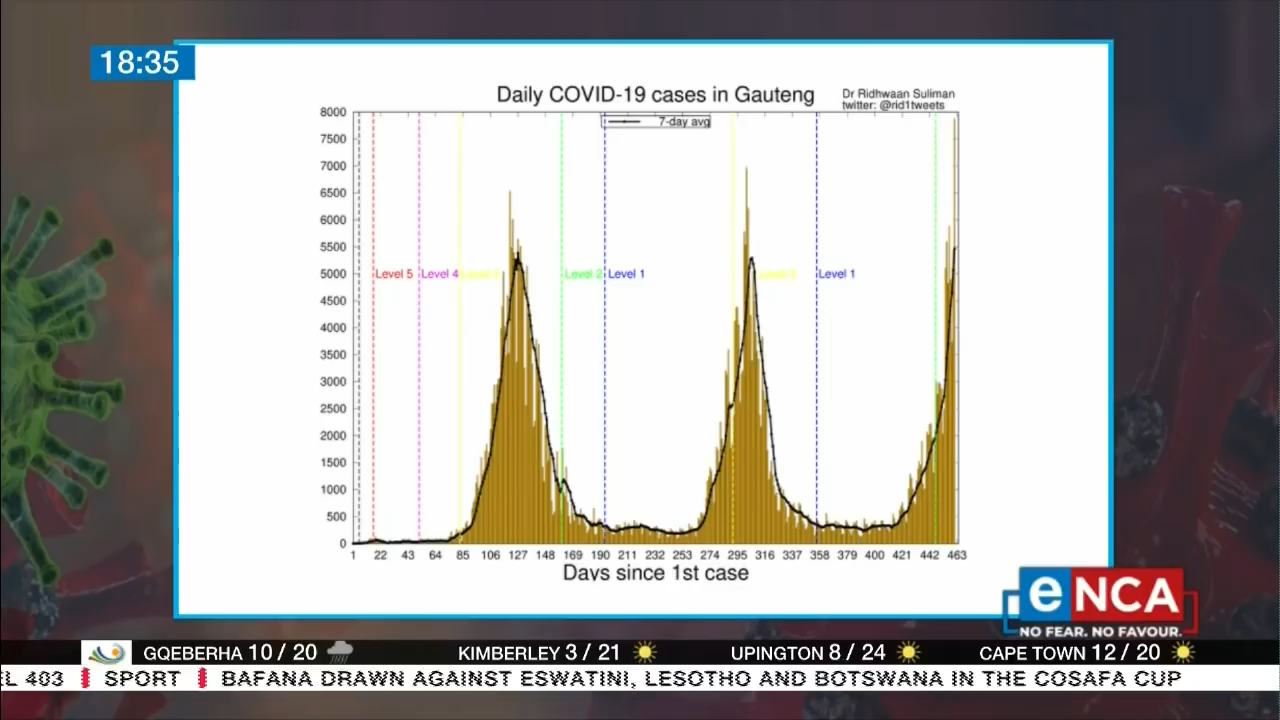 18:35
Daily COVID-19 cases in Gauteng
Dr Ridhwaan Suliman
twitter: @rid1tweets
7-day avg
8000
7500
7000
6500
6000
5500
5000
4500
4000
3500
3000
2500
2000
1500
1000
500
0
Level 5 Level 4 Level 3 Level 2 Level 1 Level 3 Level 1
1 22 43 64 85 106 127 148 169 190 211 232 253 274 295 316 337 358 379 400 421 442 463
Days since 1st case
eNCA
NO FEAR. NO FAVOUR.
GQEBERHA 10 / 20 KIMBERLEY 3 / 21 UPINGTON 8 / 24 CAPE TOWN 12 / 20
L 403 SPORT BAFANA DRAWN AGAINST ESWATINI, LESOTHO AND BOTSWANA IN THE COSAFA CUP